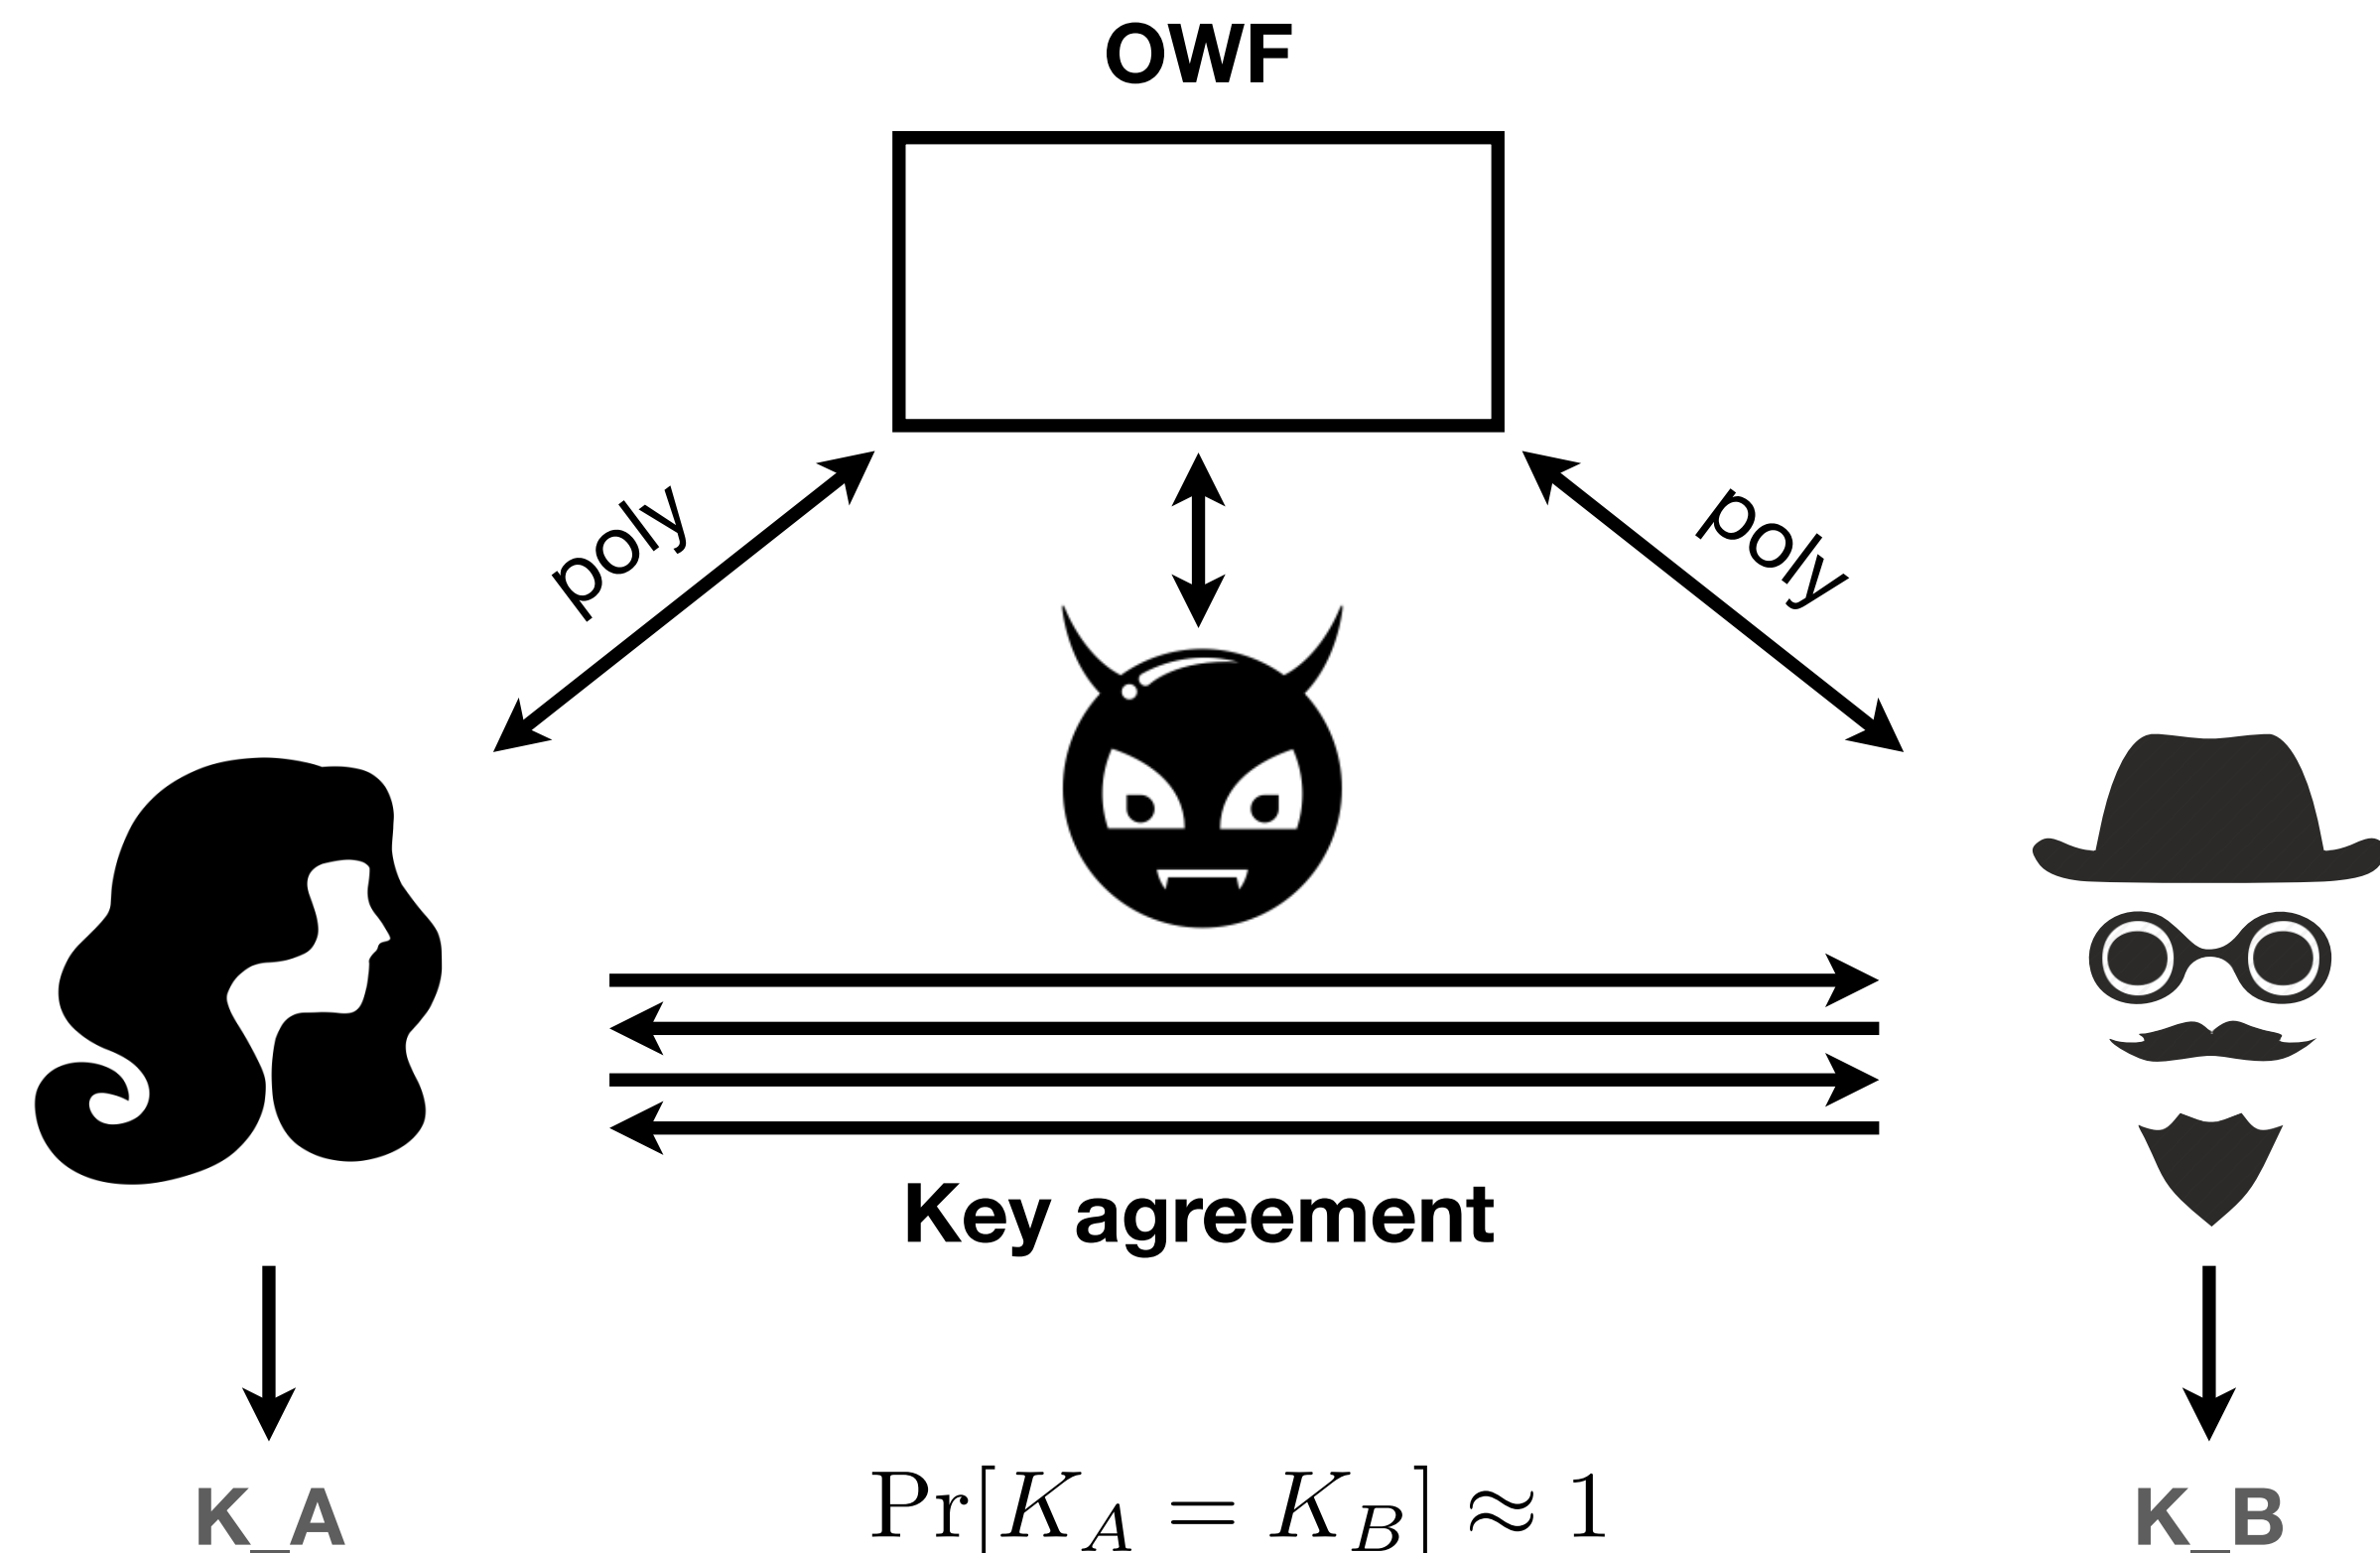 OWF
poly
poly
Key agreement
K_A
Pr[K_A = K_B] ≈ 1
K_B